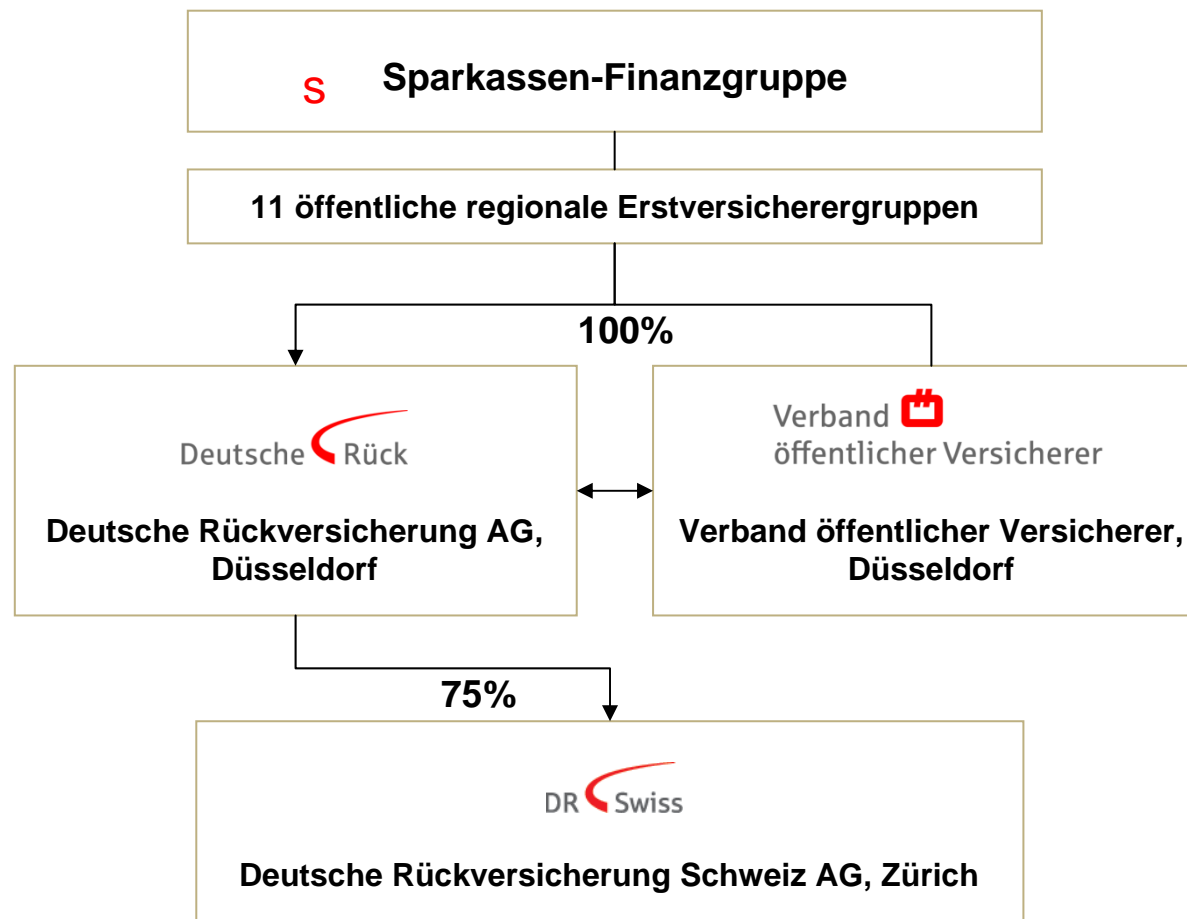 S Sparkassen-Finanzgruppe
11 öffentliche regionale Erstversicherergruppen
100%
Deutsche Rück
Deutsche Rückversicherung AG,
Düsseldorf
Verband
öffentlicher Versicherer
Verband öffentlicher Versicherer,
Düsseldorf
75%
DR Swiss
Deutsche Rückversicherung Schweiz AG, Zürich